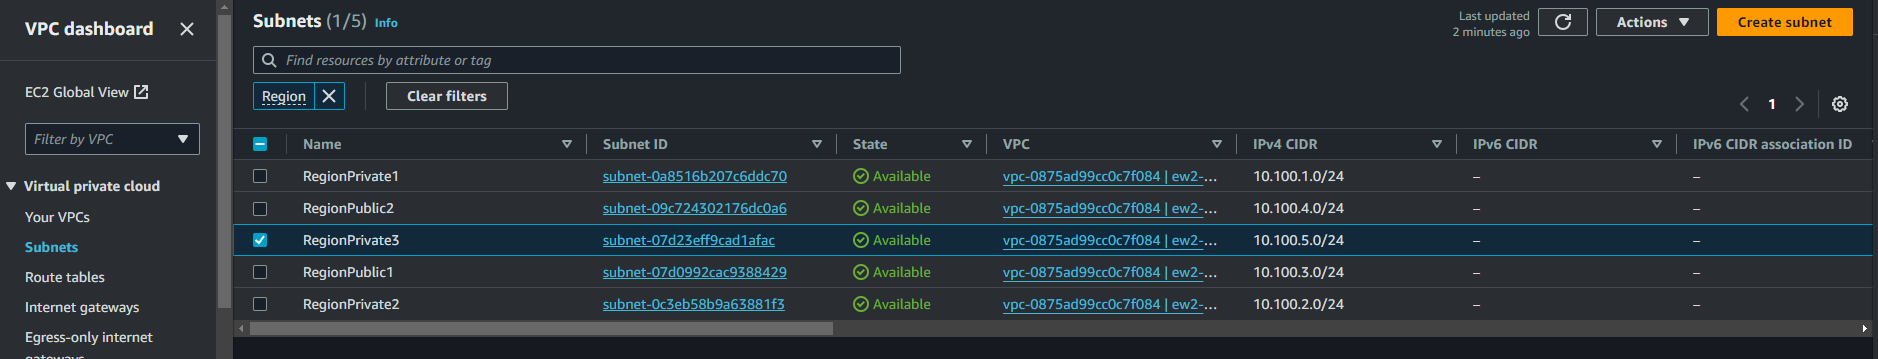 VPC dashboard
EC2 Global View
Filter by VPC
Virtual private cloud
Your VPCs
Subnets
Route tables
Internet gateways
Egress-only internet
gateways
Subnets (1/5) Info
Last updated
2 minutes ago
Actions
Create subnet
Find resources by attribute or tag
Region
Clear filters
1
Name Subnet ID State VPC IPv4 CIDR IPv6 CIDR IPv6 CIDR association ID
RegionPrivate1 subnet-0a8516b207c6ddc70 Available vpc-0875ad99cc0c7f084 | ew2-... 10.100.1.0/24 – –
RegionPublic2 subnet-09c724302176dc0a6 Available vpc-0875ad99cc0c7f084 | ew2-... 10.100.4.0/24 – –
RegionPrivate3 subnet-07d23eff9cad1afac Available vpc-0875ad99cc0c7f084 | ew2-... 10.100.5.0/24 – –
RegionPublic1 subnet-07d0992cac9388429 Available vpc-0875ad99cc0c7f084 | ew2-... 10.100.3.0/24 – –
RegionPrivate2 subnet-0c3eb58b9a63881f3 Available vpc-0875ad99cc0c7f084 | ew2-... 10.100.2.0/24 – –